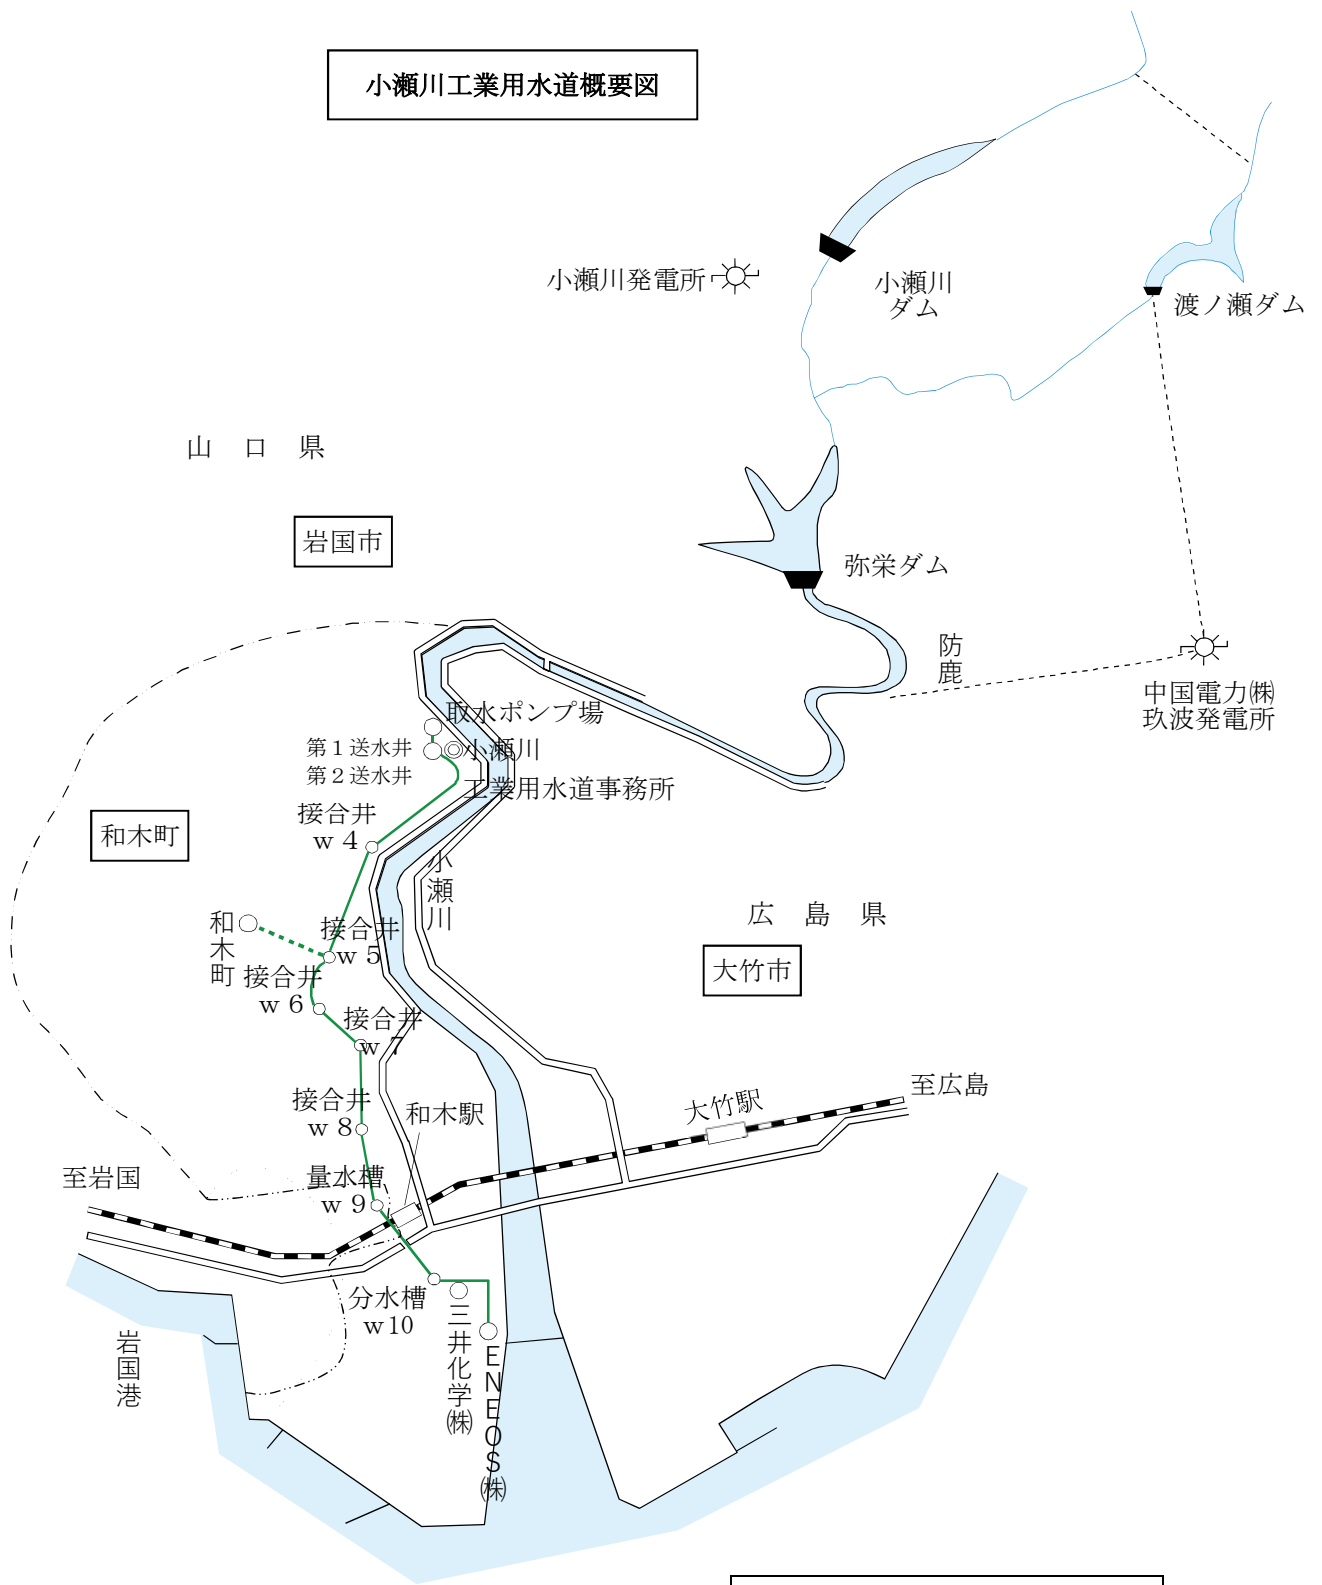 小瀬川工業用水道概要図
小瀬川発電所
小瀬川
ダム
渡ノ瀬ダム
山口県
岩国市
弥栄ダム
防鹿
中国電力㈱
玖波発電所
取水ポンプ場
第１送水井
小瀬川
第２送水井
工業用水道事務所
接合井
ｗ４
和木町
小瀬川
広島県
大竹市
和木町
接合井
ｗ５
接合井
ｗ６
接合井
ｗ７
接合井
ｗ８
和木駅
大竹駅
至広島
至岩国
量水槽
ｗ９
分水槽
ｗ10
岩国港
三井化学㈱
ＥＮＥＯＳ㈱